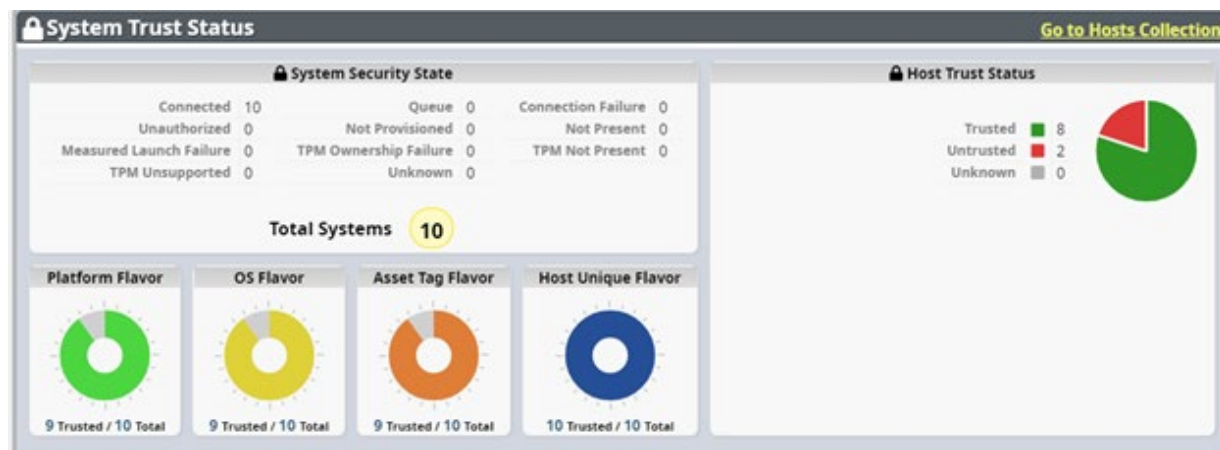 System Trust Status
Go to Hosts Collection
System Security State
Connected 10 Queue 0 Connection Failure 0
Unauthorized 0 Not Provisioned 0 Not Present 0
Measured Launch Failure 0 TPM Ownership Failure 0 TPM Not Present 0
TPM Unsupported 0 Unknown 0
Total Systems 10
Host Trust Status
Trusted 8
Untrusted 2
Unknown 0
Platform Flavor
9 Trusted / 10 Total
OS Flavor
9 Trusted / 10 Total
Asset Tag Flavor
9 Trusted / 10 Total
Host Unique Flavor
10 Trusted / 10 Total